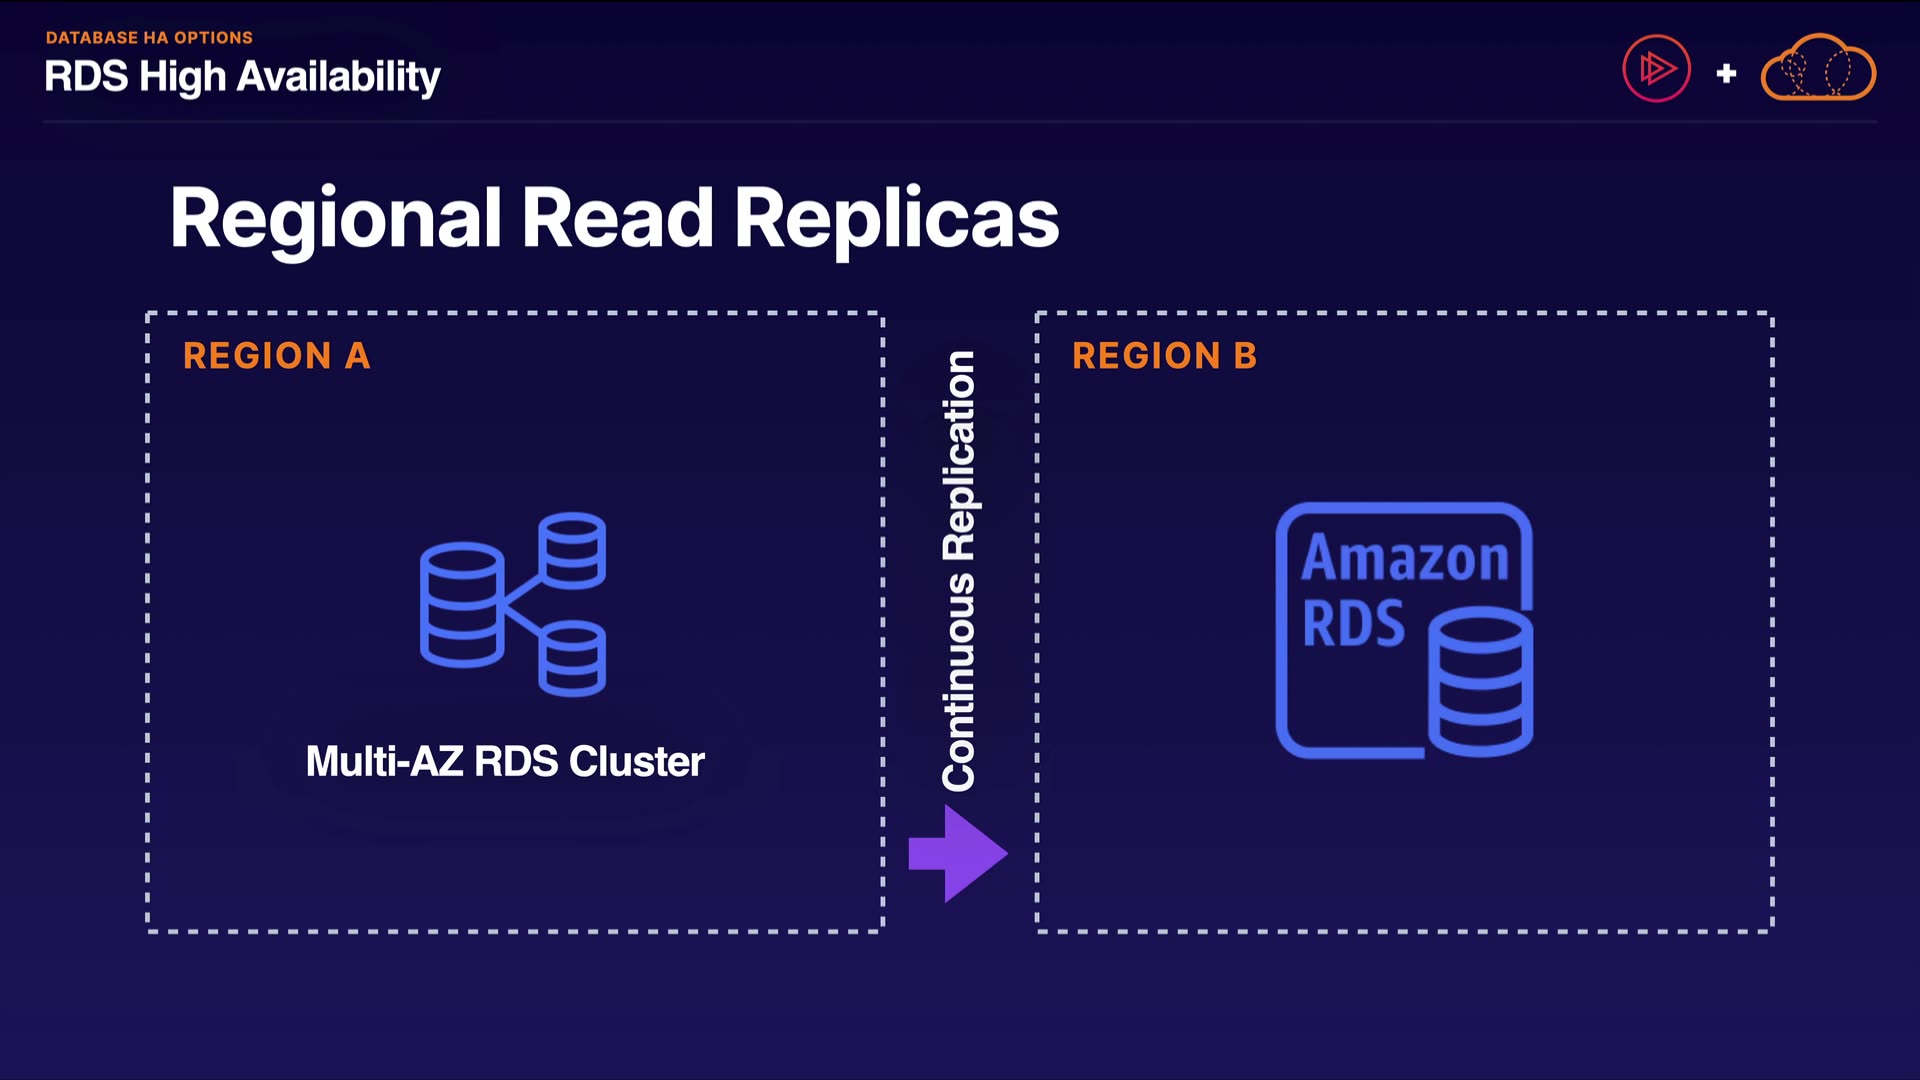 DATABASE HA OPTIONS
RDS High Availability
Regional Read Replicas
REGION A
Multi-AZ RDS Cluster
Continuous Replication
REGION B
Amazon
RDS